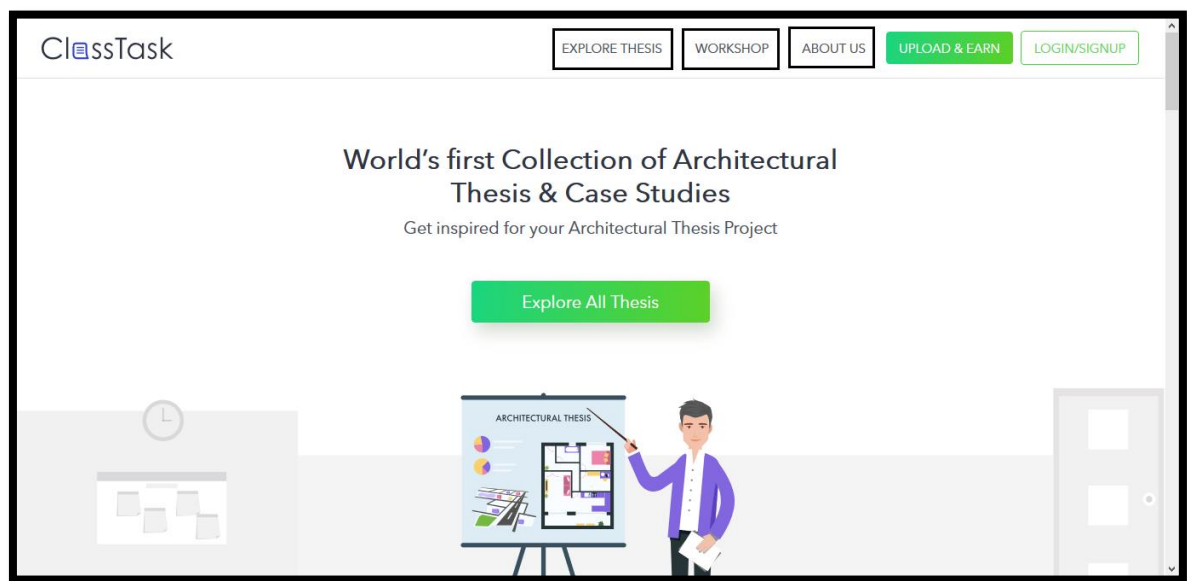 ClassTask
EXPLORE THESIS
WORKSHOP
ABOUT US
UPLOAD & EARN
LOGIN/SIGNUP
World's first Collection of Architectural
Thesis & Case Studies
Get inspired for your Architectural Thesis Project
Explore All Thesis
ARCHITECTURAL THESIS